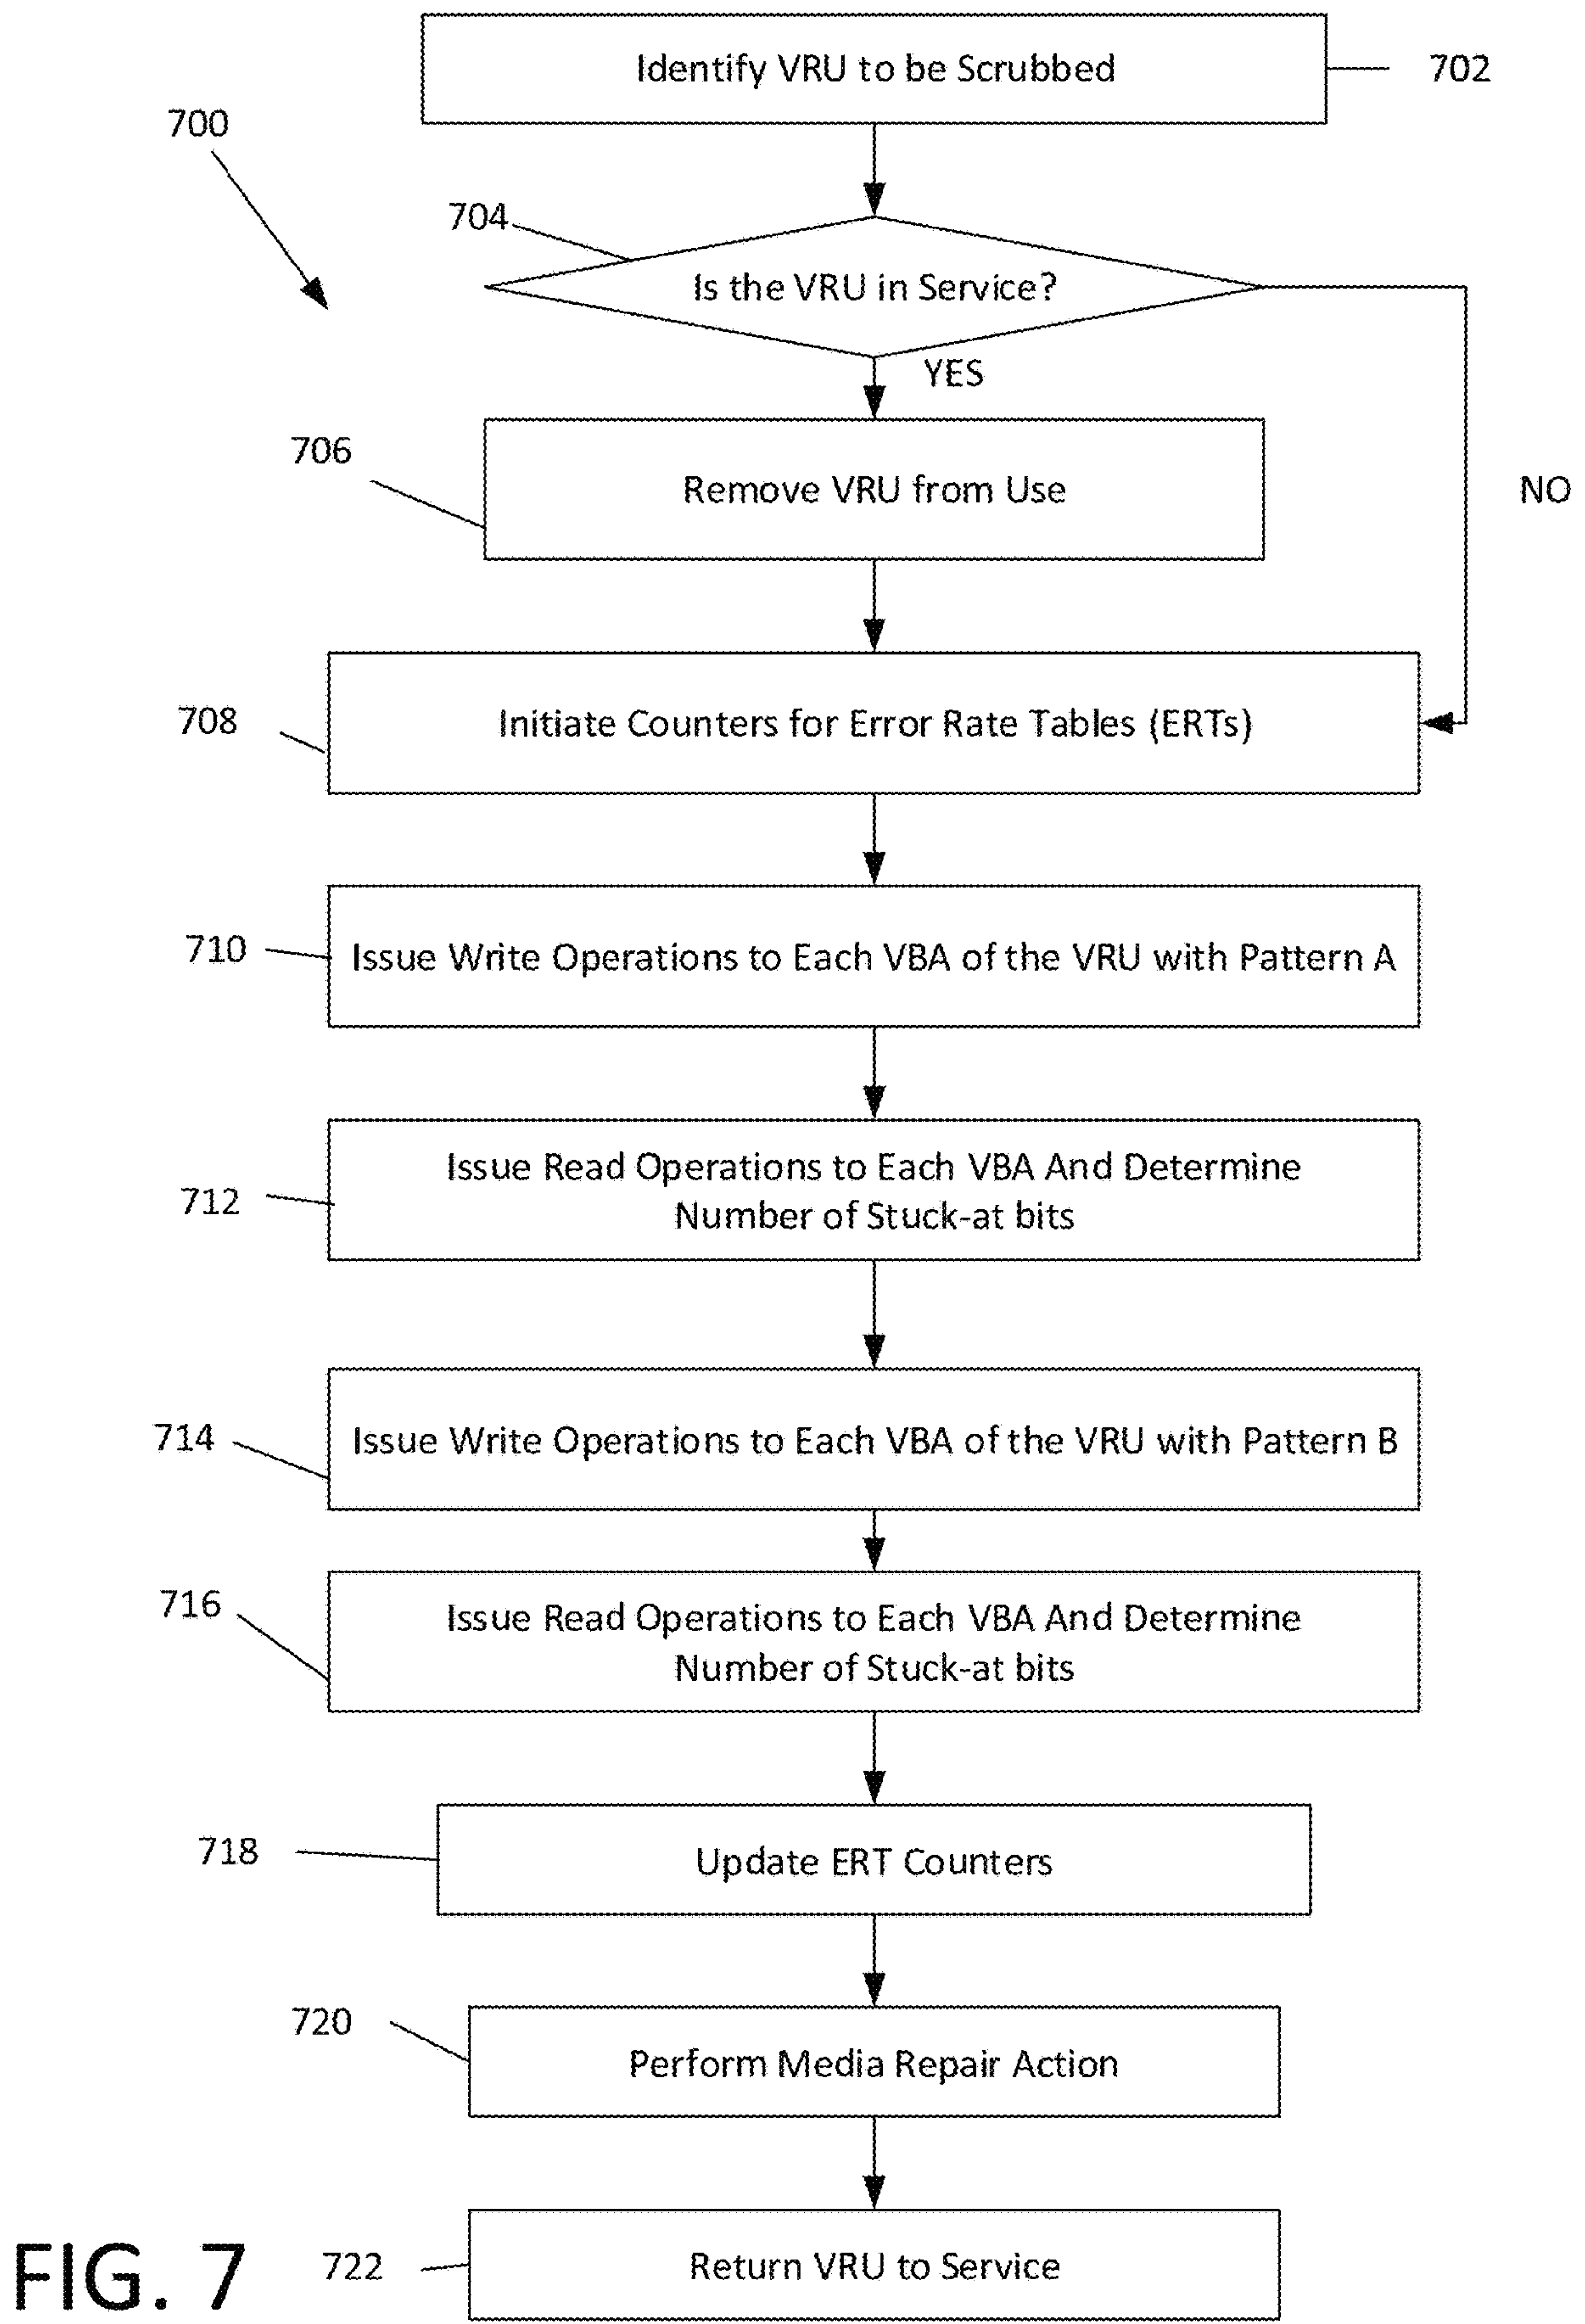 Identify VRU to be Scrubbed
702
700
704
Is the VRU in Service?
YES
706
Remove VRU from Use
NO
708
Initiate Counters for Error Rate Tables (ERTs)
710
Issue Write Operations to Each VBA of the VRU with Pattern A
712
Issue Read Operations to Each VBA And Determine
Number of Stuck-at bits
714
Issue Write Operations to Each VBA of the VRU with Pattern B
716
Issue Read Operations to Each VBA And Determine
Number of Stuck-at bits
718
Update ERT Counters
720
Perform Media Repair Action
722
Return VRU to Service
FIG. 7